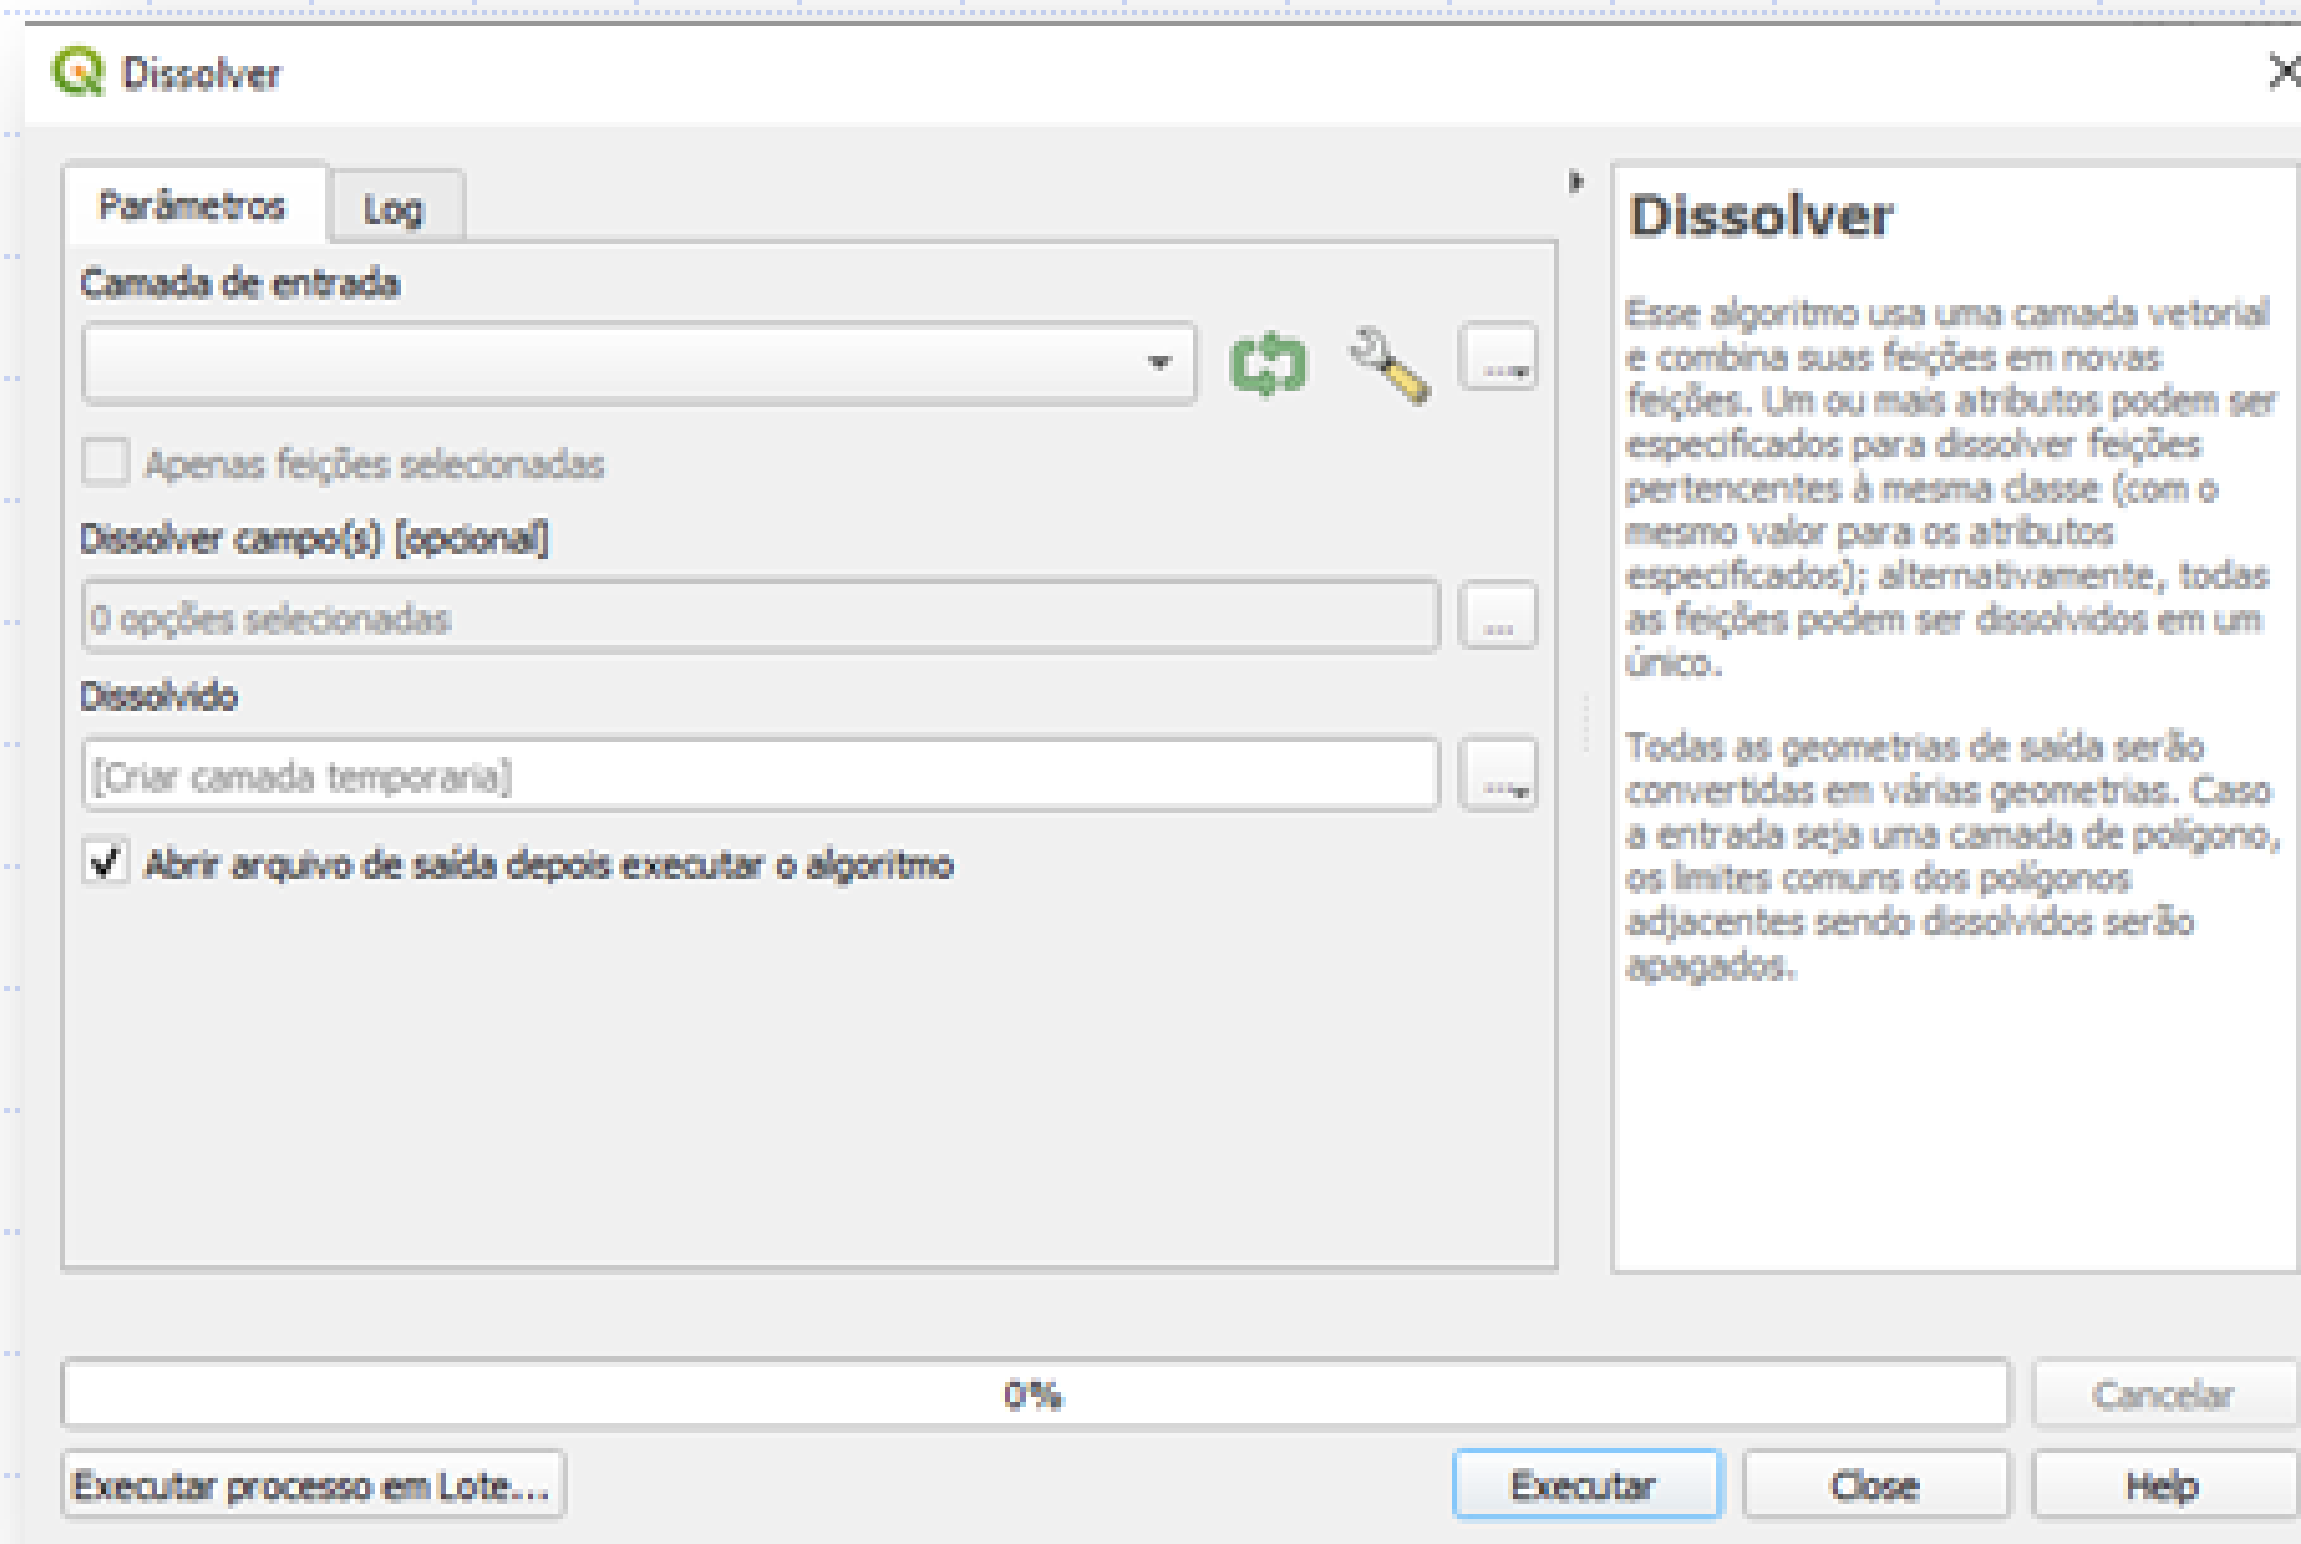 Dissolver
Parâmetros
Log
Camada de entrada
...
Apenas feições selecionadas
Dissolver campo(s) [opcional]
0 opções selecionadas
...
Dissolvido
[Criar camada temporaria]
...
Abrir arquivo de saída depois executar o algoritmo
Dissolver
Esse algoritmo usa uma camada vetorial
e combina suas feições em novas
feições. Um ou mais atributos podem ser
especificados para dissolver feições
pertencentes à mesma classe (com o
mesmo valor para os atributos
especificados); alternativamente, todas
as feições podem ser dissolvidos em um
único.
Todas as geometrias de saída serão
convertidas em várias geometrias. Caso
a entrada seja uma camada de polígono,
os limites comuns dos polígonos
adjacentes sendo dissolvidos serão
apagados.
0%
Cancelar
Executar processo em Lote...
Executar
Close
Help